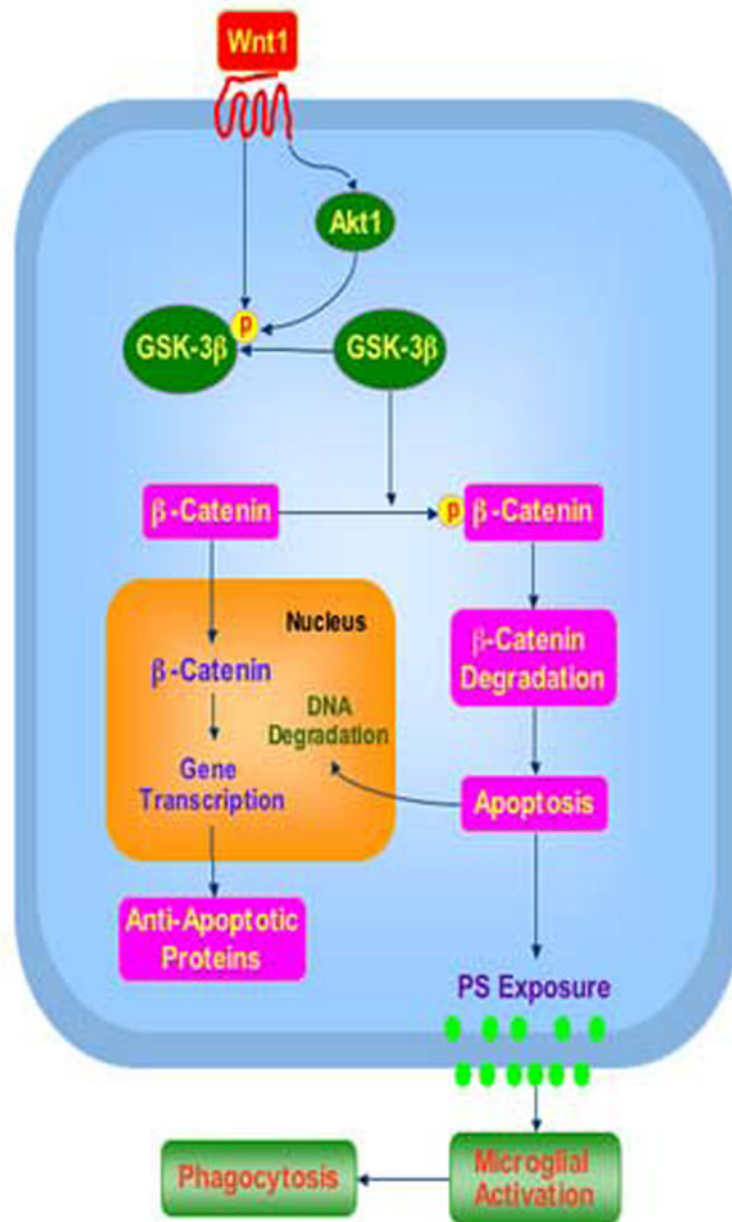 Wnt1
Akt1
p
GSK-3β
GSK-3β
β-Catenin
p
β-Catenin
Nucleus
β-Catenin
β-Catenin
Degradation
DNA
Degradation
Gene
Transcription
Apoptosis
Anti-Apoptotic
Proteins
PS Exposure
Phagocytosis
Microglial
Activation